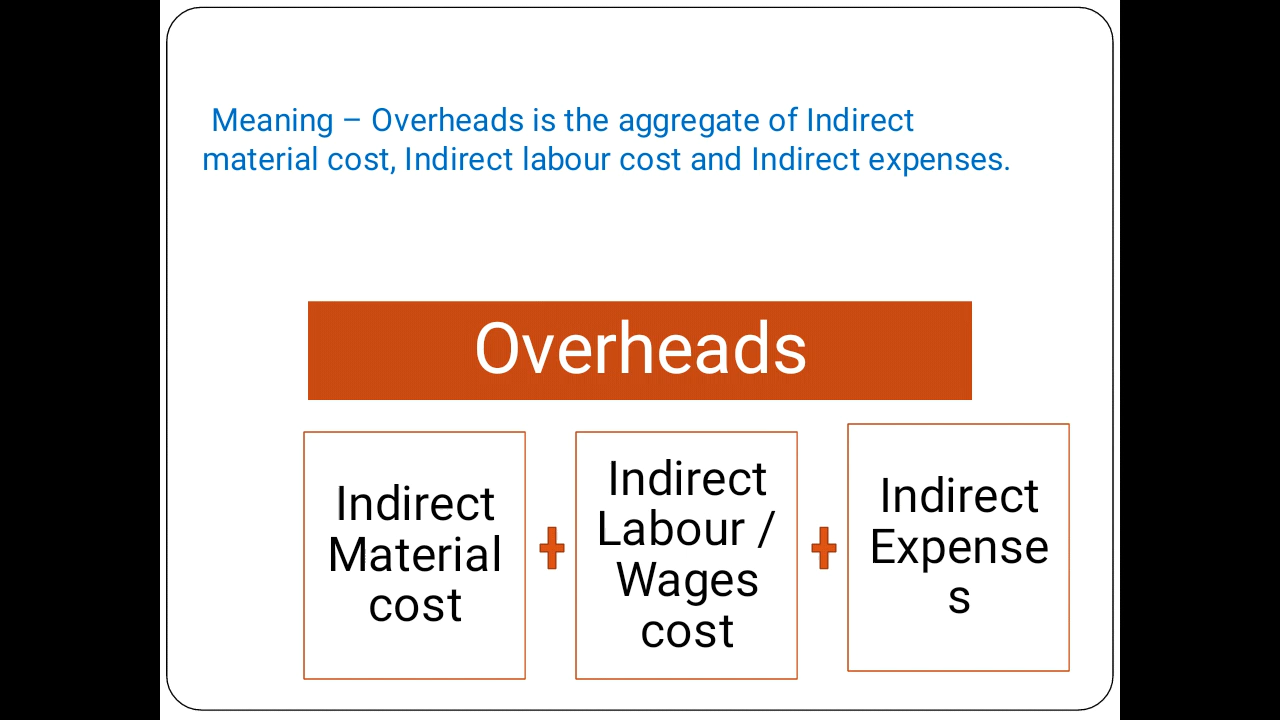 Meaning – Overheads is the aggregate of Indirect
material cost, Indirect labour cost and Indirect expenses.
Overheads
Indirect
Material
cost
+
Indirect
Labour /
Wages
cost
+
Indirect
Expense
s